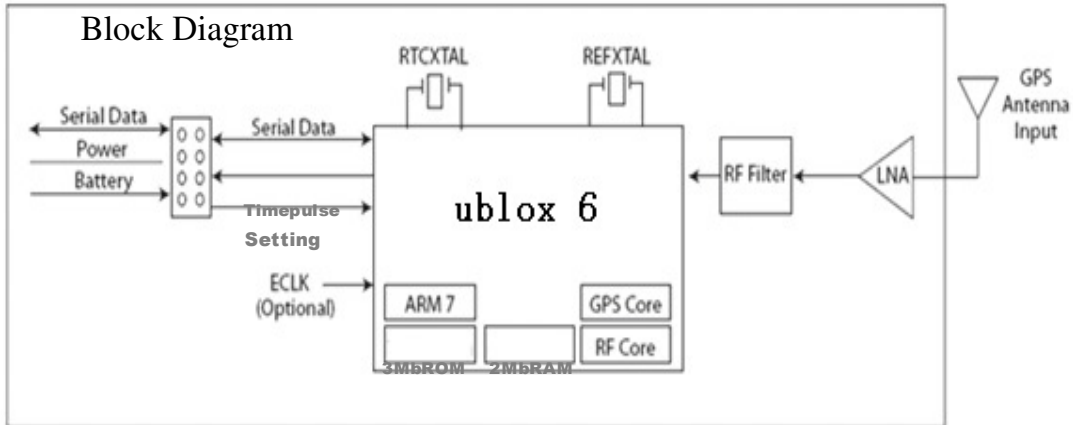 Block Diagram
RTCXTAL
REFXTAL
GPS
Antenna
Input
Serial Data
Power
Battery
Serial Data
Timepulse
Setting
ECLK
(Optional)
ublox 6
RF Filter
LNA
ARM 7
GPS Core
RF Core
3MbROM
2MbRAM